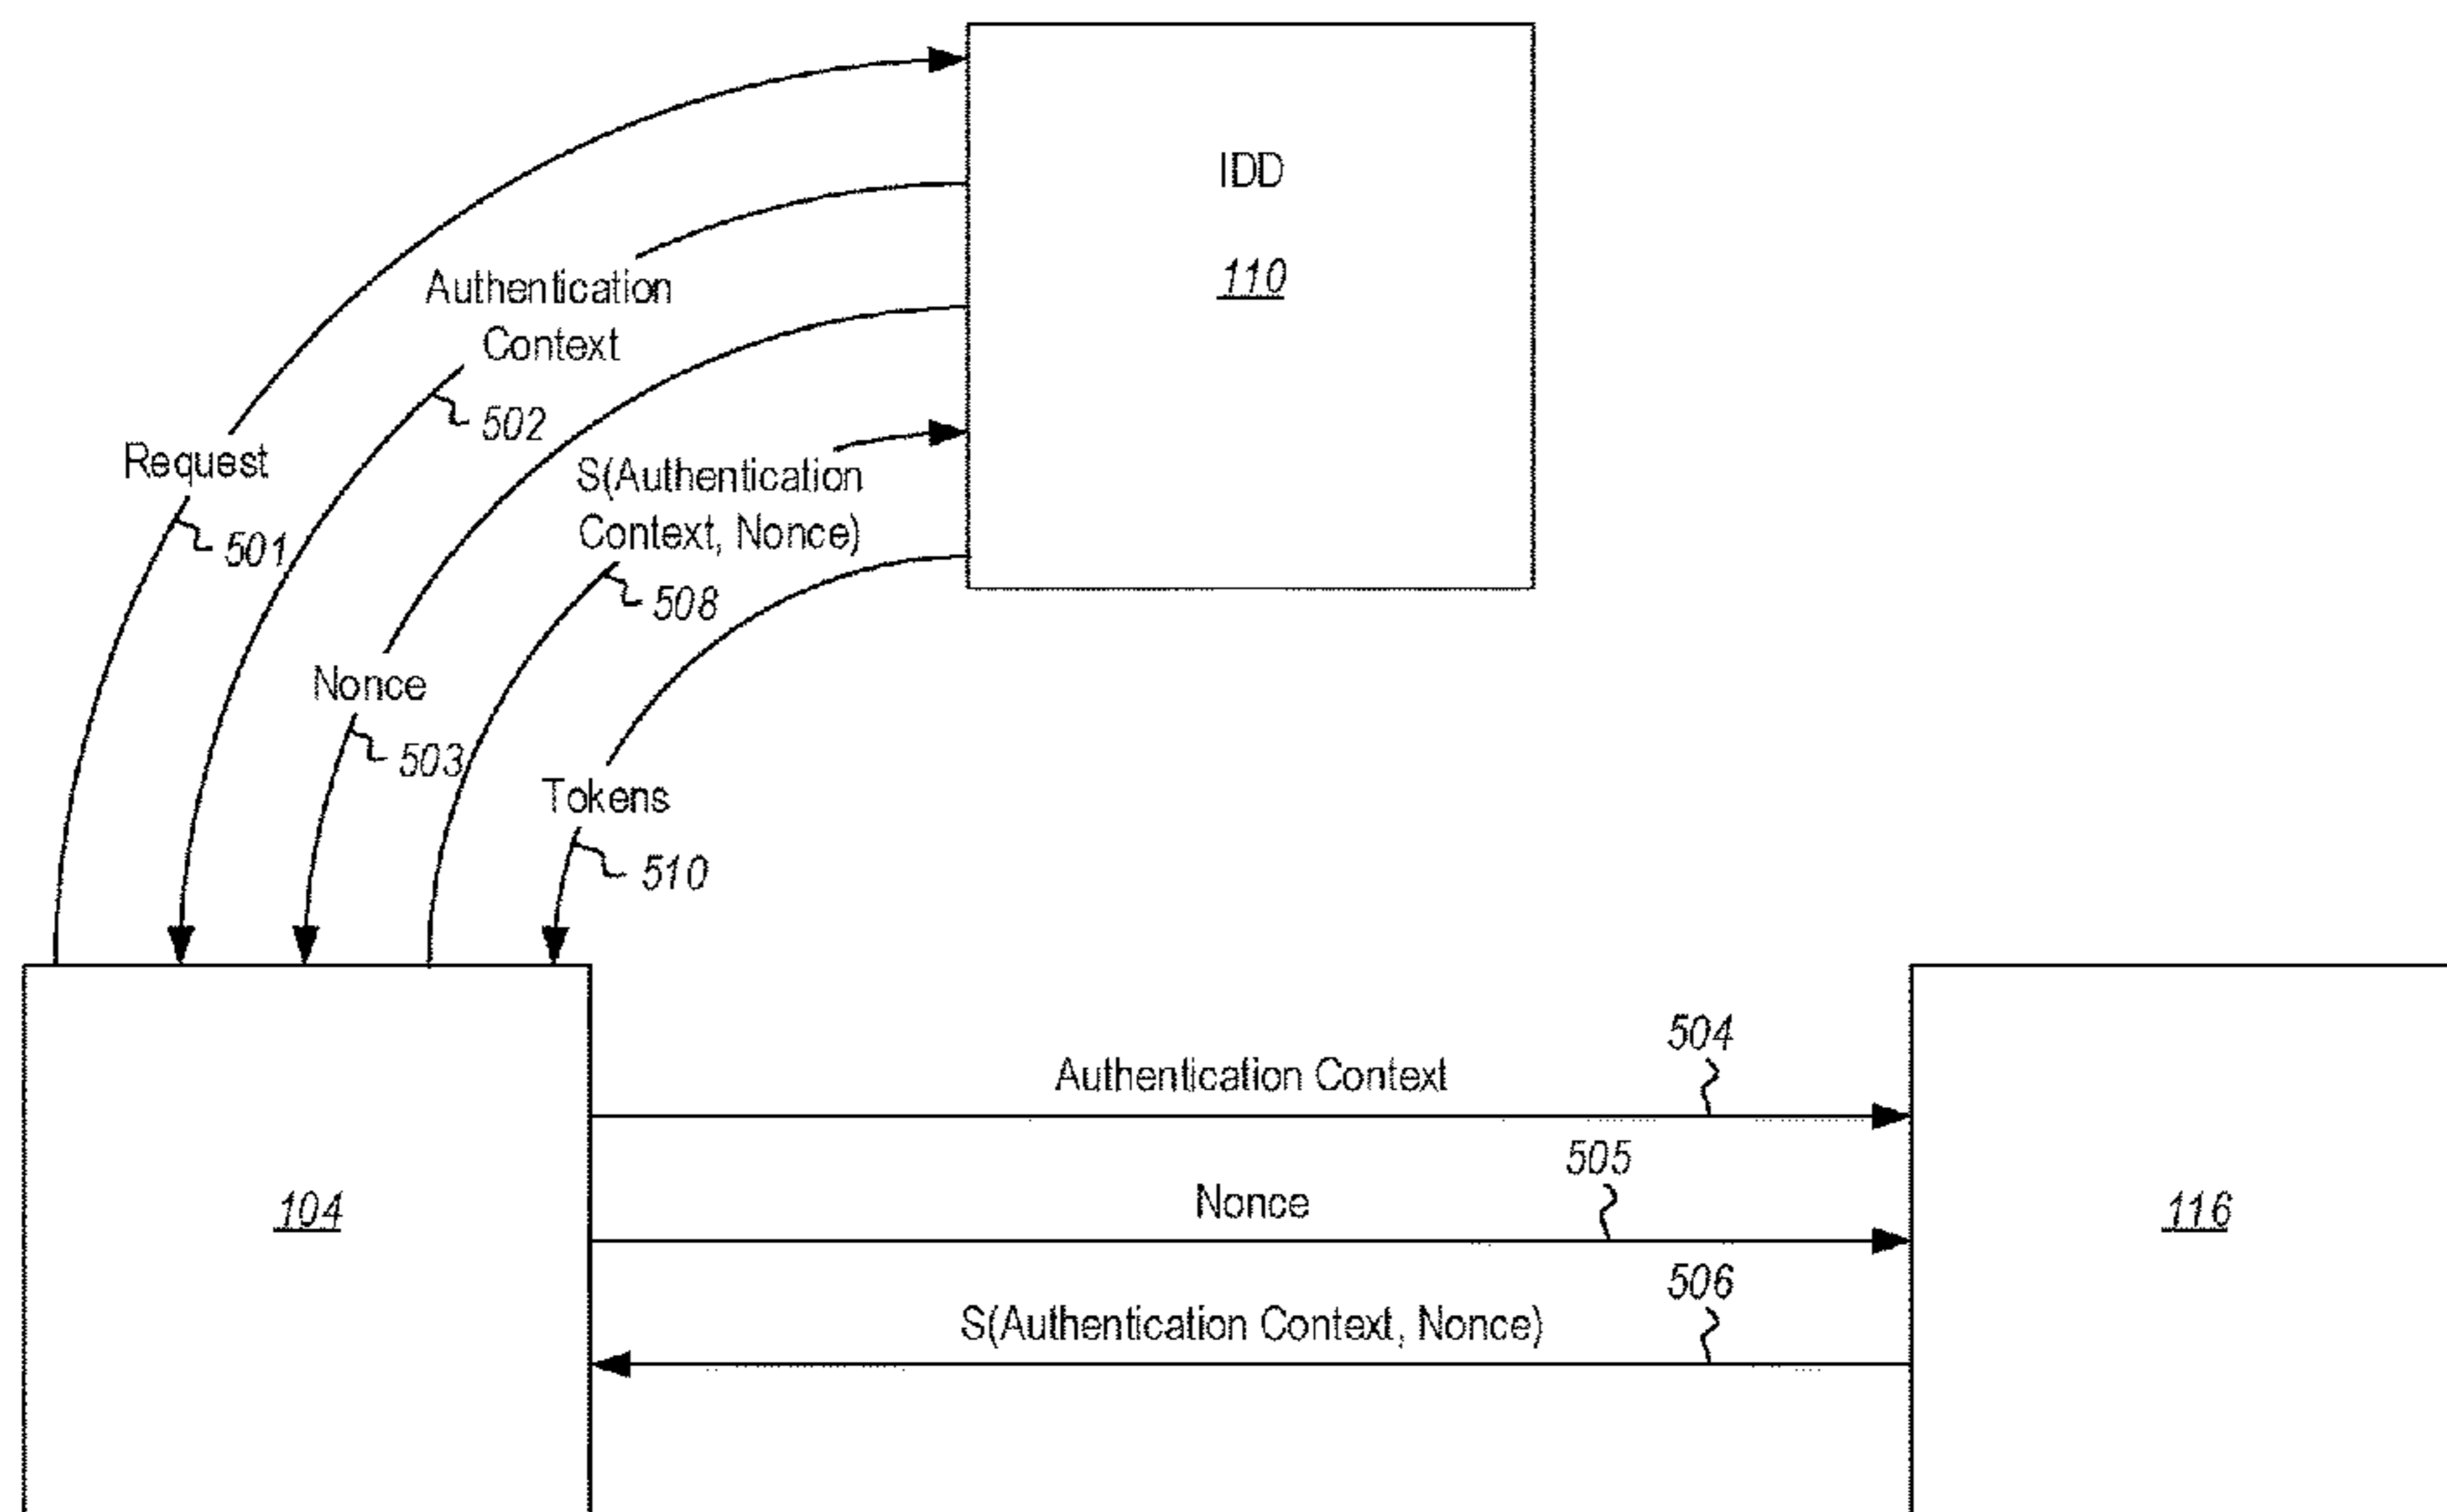 IDD
110
Authentication
Context
502
Request
501
S(Authentication
Context, Nonce)
508
Nonce
503
Tokens
510
504
Authentication Context
505
Nonce
104
116
506
S(Authentication Context, Nonce)